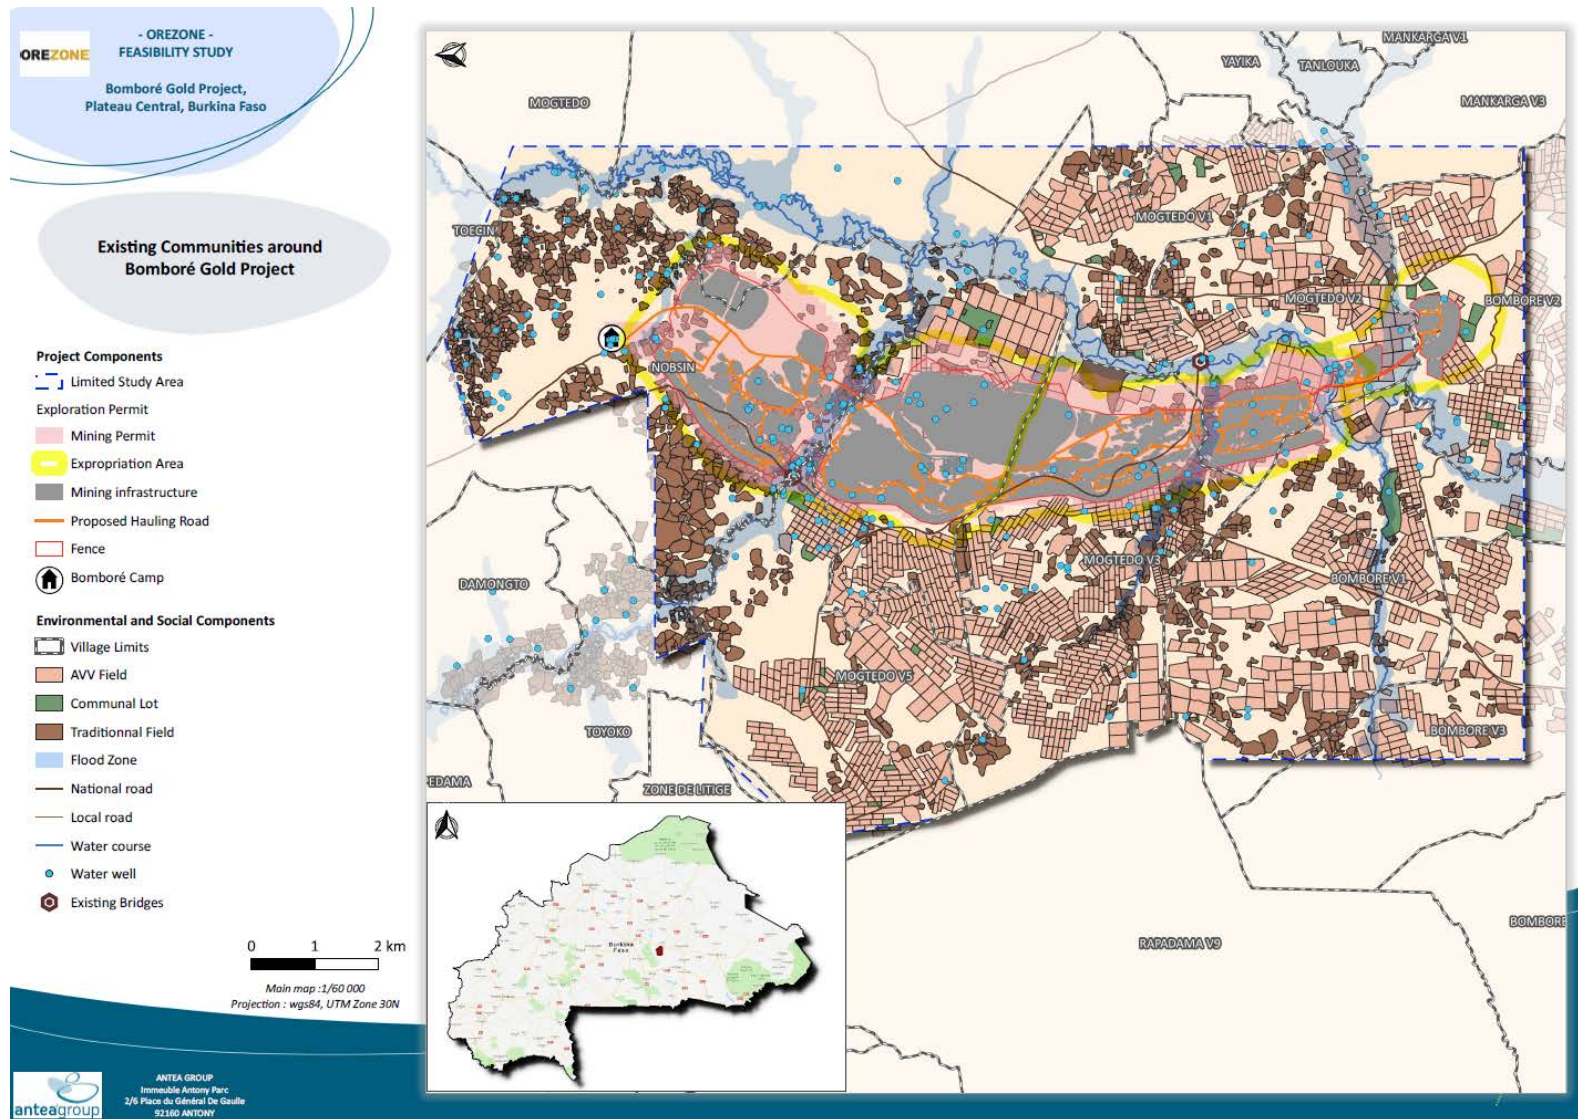 OREZONE
- OREZONE -
FEASIBILITY STUDY
Bomboré Gold Project,
Plateau Central, Burkina Faso
Existing Communities around
Bomboré Gold Project
Project Components
Limited Study Area
Exploration Permit
Mining Permit
Expropriation Area
Mining infrastructure
Proposed Hauling Road
Fence
Bomboré Camp
Environmental and Social Components
Village Limits
AVV Field
Communal Lot
Traditionnal Field
Flood Zone
National road
Local road
Water course
Water well
Existing Bridges
0 1 2 km
Main map :1/60 000
Projection : wgs84, UTM Zone 30N
anteagroup
ANTEA GROUP
Immeuble Antony Parc
2/6 Place du Général De Gaulle
92160 ANTONY
MANKARGA V1
YAYIKA
TANLOUKA
MOGTEDO
MANKARGA V3
MOGTEDO V1
TOECIN
MOGTEDO V2
BOMBORE V2
NOBSIN
MOGTEDO V3
DAMONGTO
BOMBORE V1
MOGTEDO V5
TOYOKO
BOMBORE V3
EDAMA
ZONE DE LITIGE
BOMBORE
RAPADAMA V9
Burkina
Faso